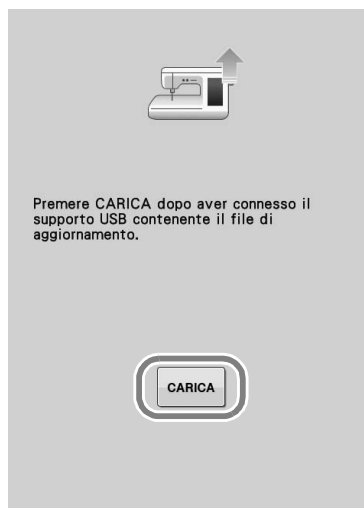 Premere CARICA dopo aver connesso il
supporto USB contenente il file di
aggiornamento.
CARICA